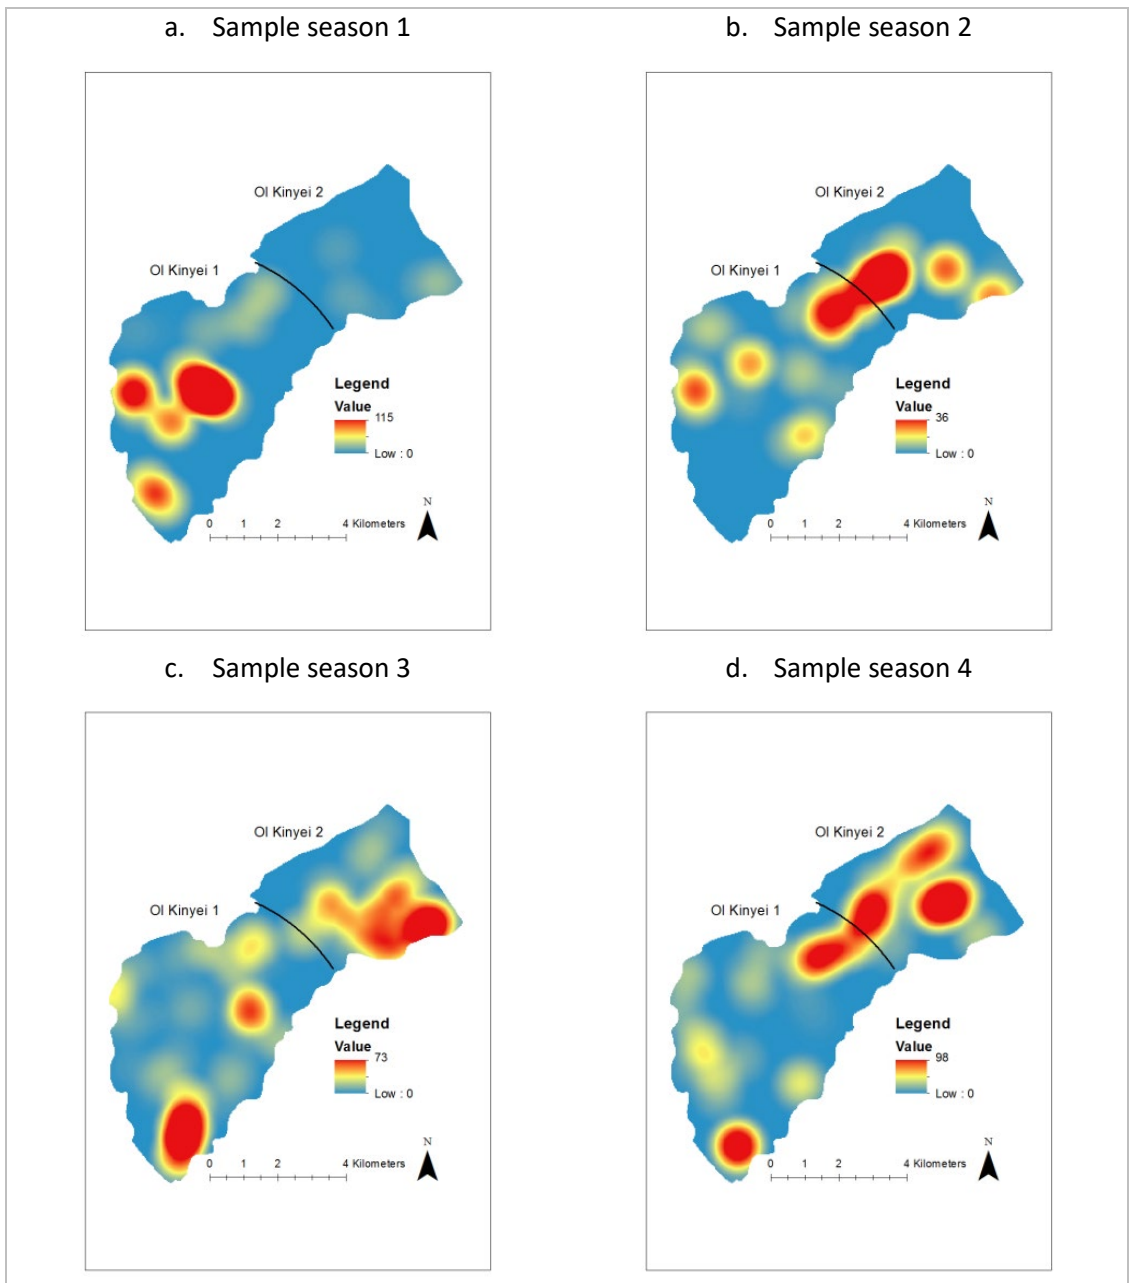 a. Sample season 1
b. Sample season 2
Ol Kinyei 2
Ol Kinyei 1
Legend
Value
115
Low : 0
N
0 1 2 4 Kilometers
Ol Kinyei 2
Ol Kinyei 1
Legend
Value
36
Low : 0
N
0 1 2 4 Kilometers
c. Sample season 3
d. Sample season 4
Ol Kinyei 2
Ol Kinyei 1
Legend
Value
73
Low : 0
N
0 1 2 4 Kilometers
Ol Kinyei 2
Ol Kinyei 1
Legend
Value
98
Low : 0
N
0 1 2 4 Kilometers